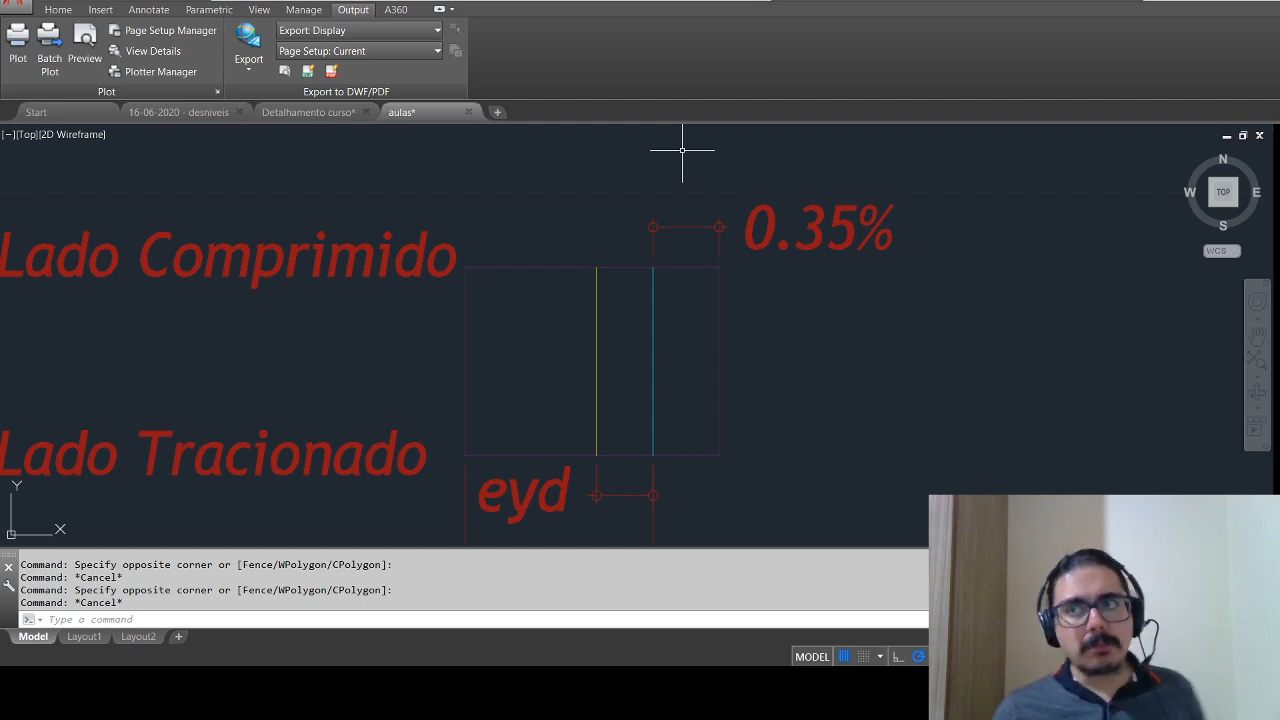 Home Insert Annotate Parametric View Manage Output A360
Plot
Batch Plot
Preview
Page Setup Manager
View Details
Plotter Manager
Export
Export: Display
Page Setup: Current
Plot
Export to DWF/PDF
Start 16-06-2020 - desniveis Detalhamento curso* aulas*
[−][Top][2D Wireframe]
N
W TOP E
S
WCS
0.35%
Lado Comprimido
Lado Tracionado
eyd
Y
X
Command: Specify opposite corner or [Fence/WPolygon/CPolygon]:
Command: *Cancel*
Command: Specify opposite corner or [Fence/WPolygon/CPolygon]:
Command: *Cancel*
Type a command
Model Layout1 Layout2 +
MODEL